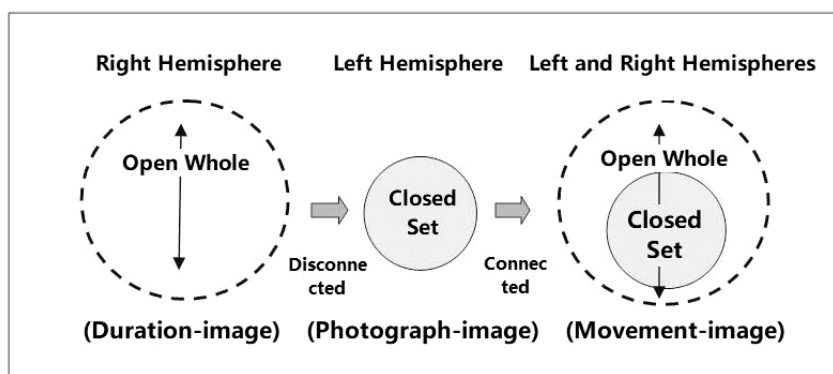 Right Hemisphere
Left Hemisphere
Left and Right Hemispheres
Open Whole
Closed
Set
Open Whole
Closed
Set
Disconne
cted
Connec
ted
(Duration-image)
(Photograph-image)
(Movement-image)